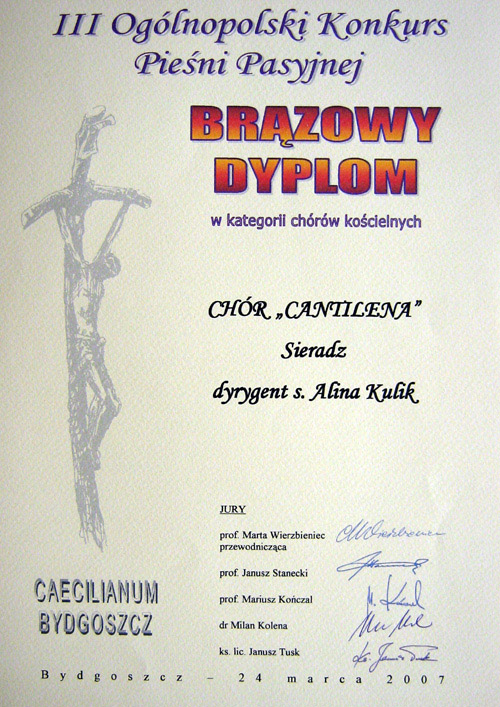 III Ogólnopolski Konkurs
Pieśni Pasyjnej
BRĄZOWY
DYPLOM
w kategorii chórów kościelnych
CHÓR „CANTILENA”
Sieradz
dyrygent s. Alina Kulik
JURY
prof. Marta Wierzbieniec
przewodnicząca
prof. Janusz Stanecki
prof. Mariusz Kończal
dr Milan Kolena
ks. lic. Janusz Tusk
CAECILIANUM
BYDGOSZCZ
Bydgoszcz – 24 marca 2007